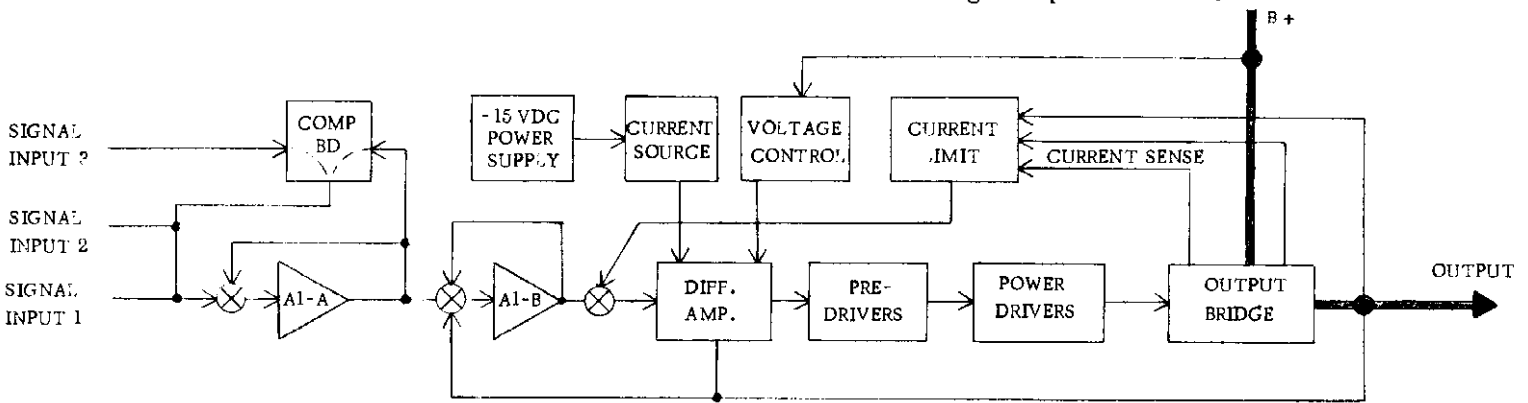 B+
SIGNAL
INPUT ?
COMP
BD
-15 VDC
POWER
SUPPLY
CURRENT
SOURCE
VOLTAGE
CONTROL
CURRENT
LIMIT
CURRENT SENSE
SIGNAL
INPUT 2
SIGNAL
INPUT 1
A1-A
A1-B
DIFF.
AMP.
PRE-
DRIVERS
POWER
DRIVERS
OUTPUT
BRIDGE
OUTPUT